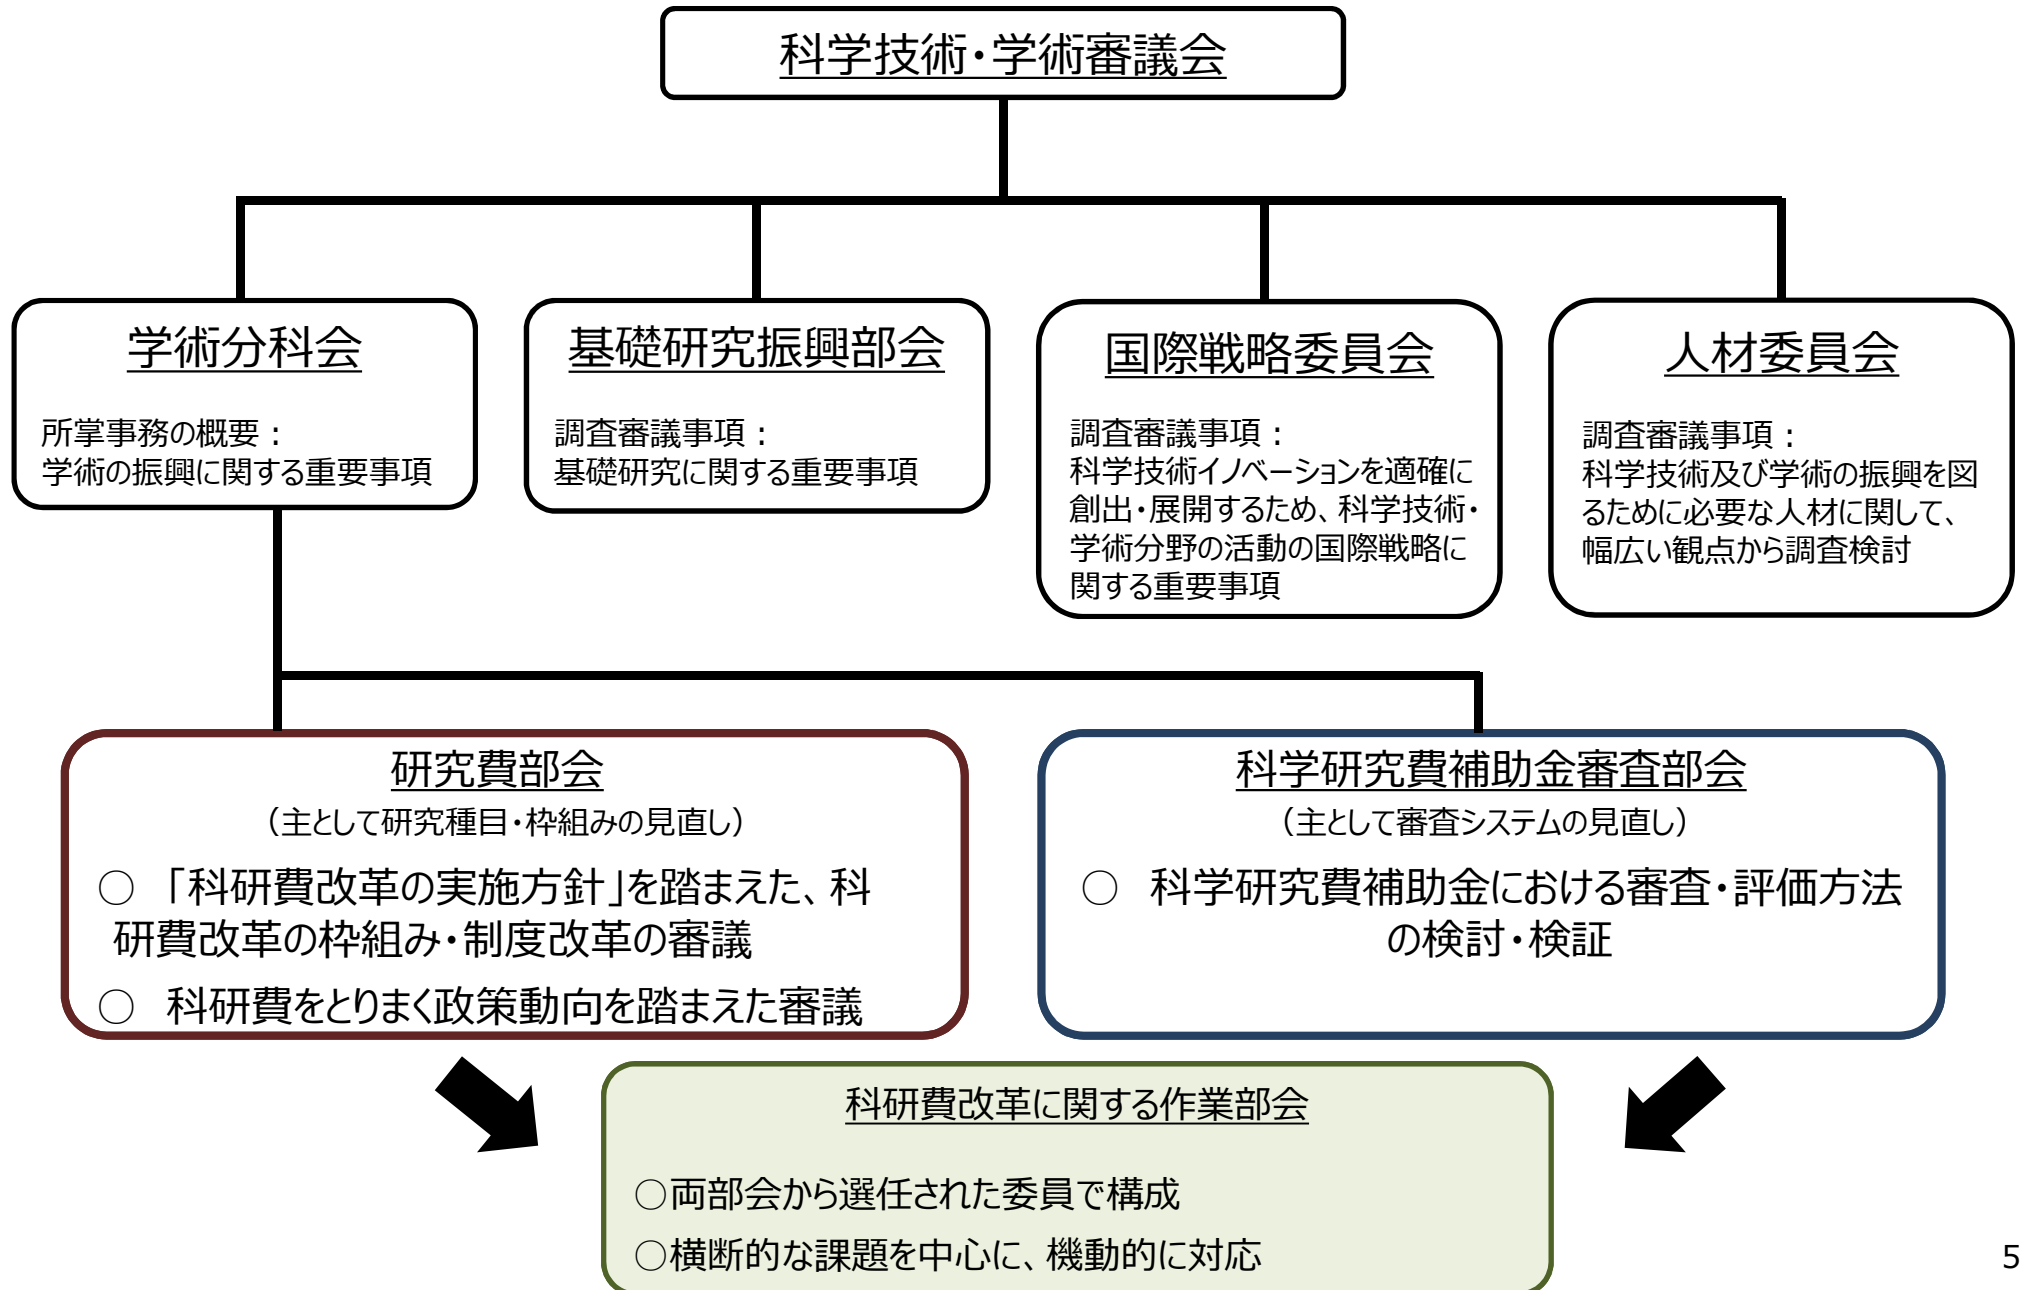 科学技術・学術審議会
学術分科会
所掌事務の概要：
学術の振興に関する重要事項
基礎研究振興部会
調査審議事項：
基礎研究に関する重要事項
国際戦略委員会
調査審議事項：
科学技術イノベーションを適確に
創出・展開するため、科学技術・
学術分野の活動の国際戦略に
関する重要事項
人材委員会
調査審議事項：
科学技術及び学術の振興を図
るために必要な人材に関して、
幅広い観点から調査検討
研究費部会
（主として研究種目・枠組みの見直し）
○　「科研費改革の実施方針」を踏まえた、科
研費改革の枠組み・制度改革の審議
○　科研費をとりまく政策動向を踏まえた審議
科学研究費補助金審査部会
（主として審査システムの見直し）
○　科学研究費補助金における審査・評価方法
の検討・検証
科研費改革に関する作業部会
○両部会から選任された委員で構成
○横断的な課題を中心に、機動的に対応
5